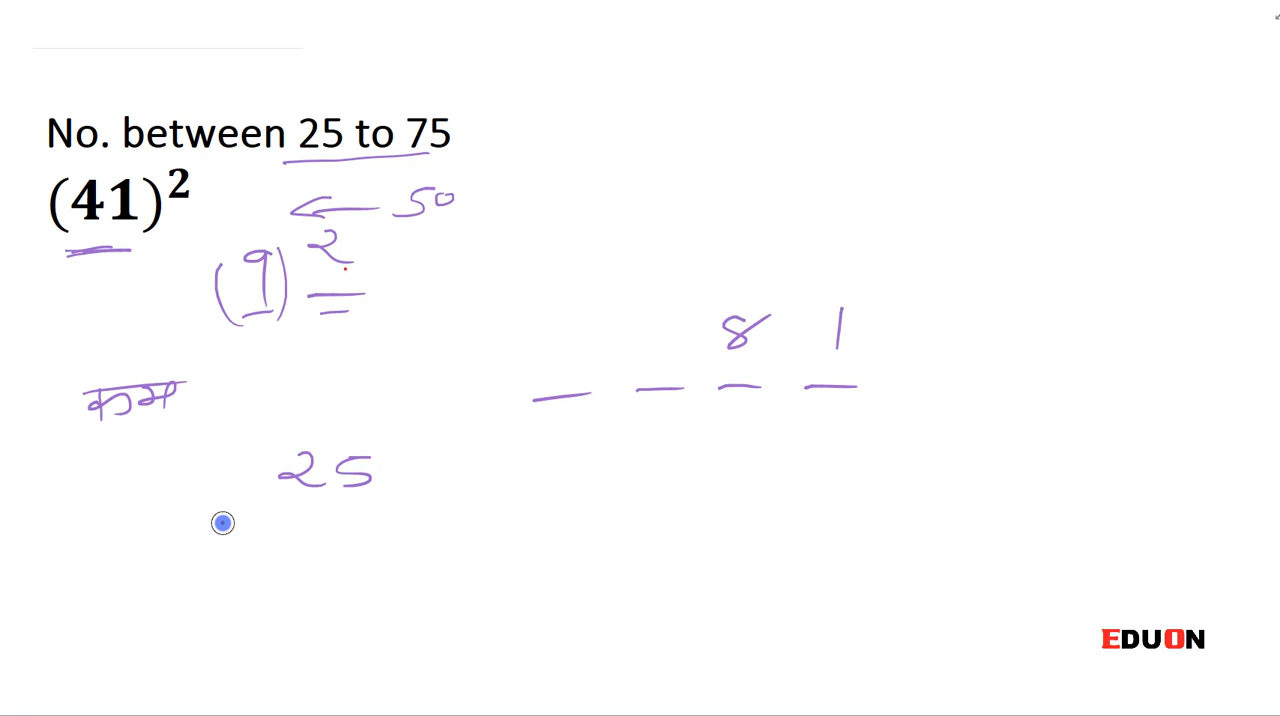 No. between 25 to 75
(41)² ← 50
(9)²
8 1
कम
25
EDUON